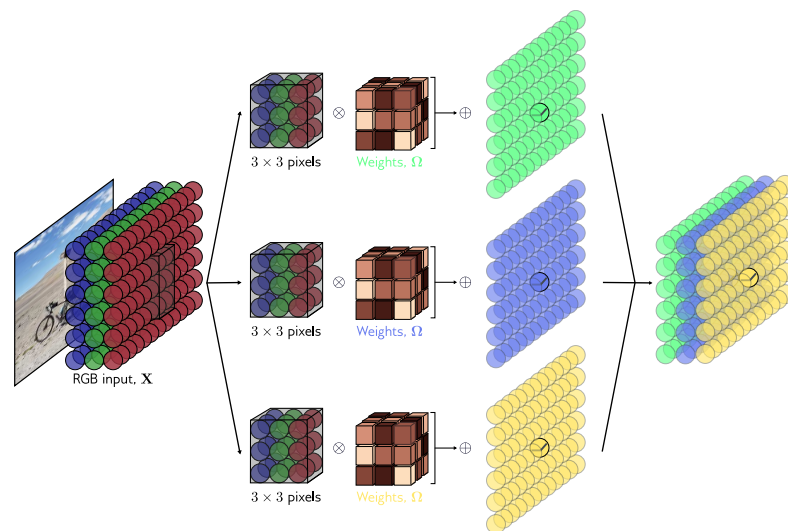 3 × 3 pixels
Weights, Ω
RGB input, X
3 × 3 pixels
Weights, Ω
3 × 3 pixels
Weights, Ω